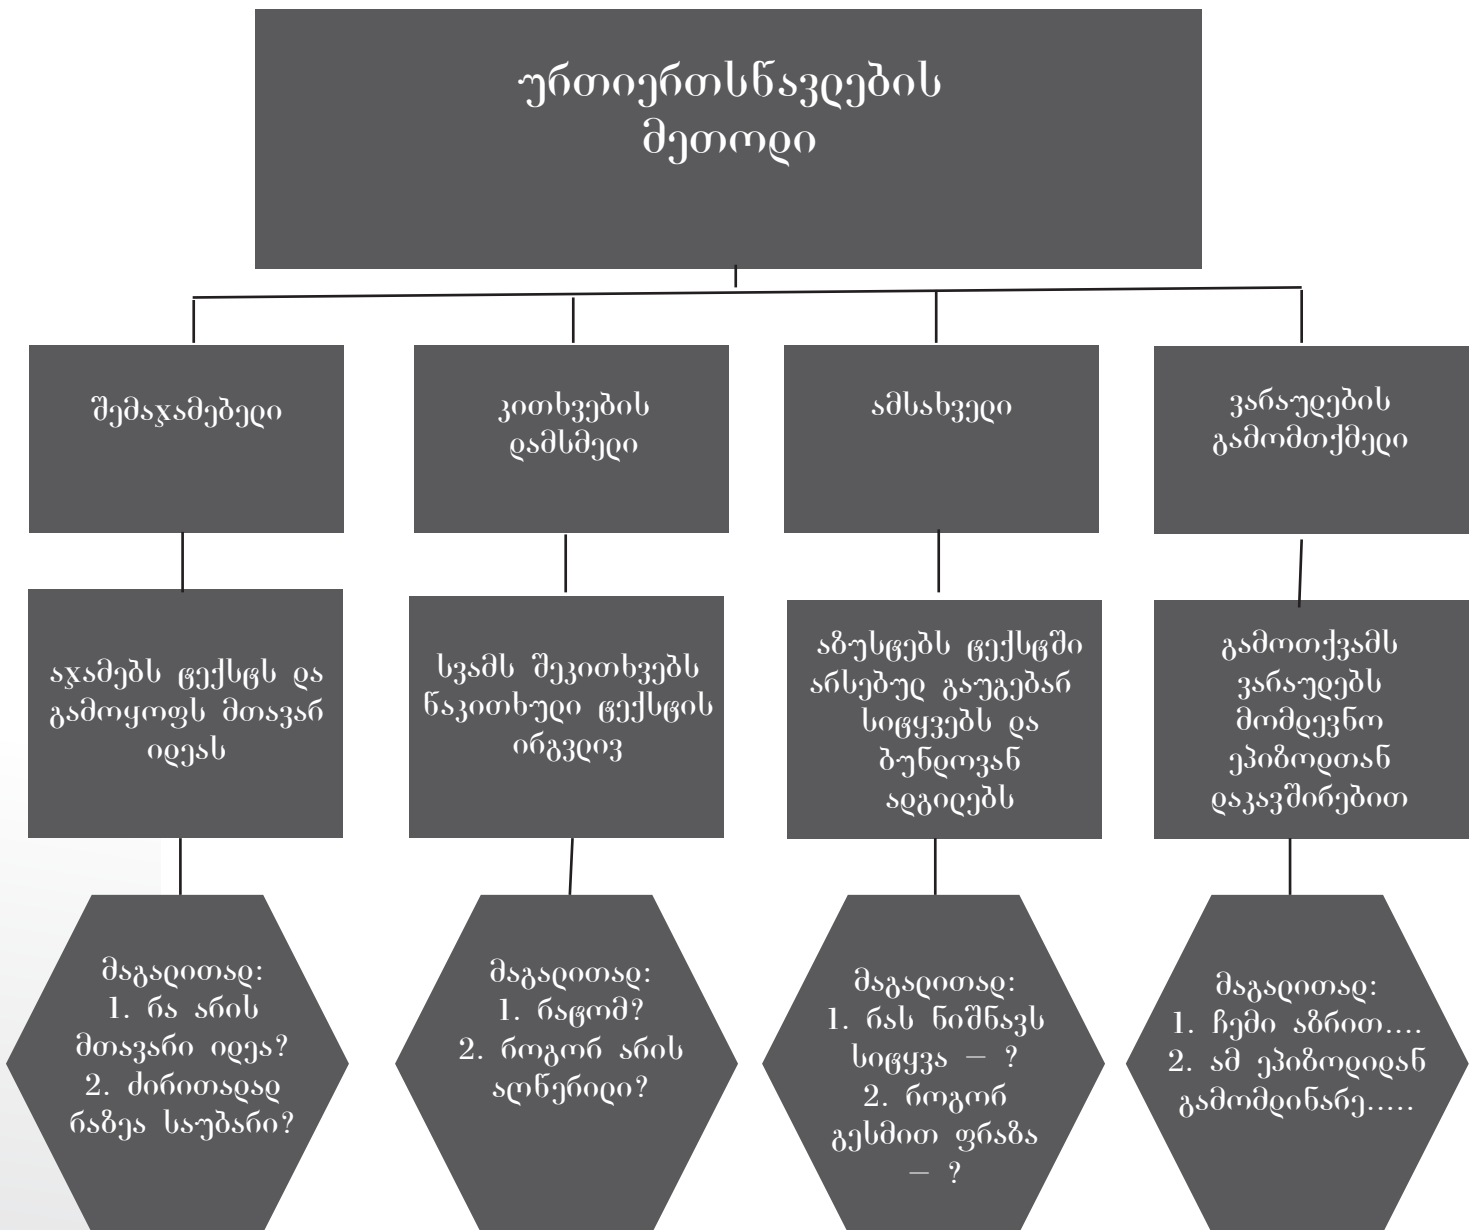 ურთიერთსწავლების
მეთოდი
შემაჯამებელი
კითხვების
დამსმელი
ამსახველი
ვარაუდების
გამომთქმელი
აჯამებს ტექსტს და
გამოყოფს მთავარ
იდეას
სვამს შეკითხვებს
წაკითხული ტექსტის
ირგვლივ
აზუსტებს ტექსტში
არსებულ გაუგებარ
სიტყვებს და
ბუნდოვან
ადგილებს
გამოთქვამს
ვარაუდებს
მომდევნო
ეპიზოდთან
დაკავშირებით
მაგალითად:
1. რა არის
მთავარი იდეა?
2. ძირითადად
რაზეა საუბარი?
მაგალითად:
1. რატომ?
2. როგორ არის
აღწერილი?
მაგალითად:
1. რას ნიშნავს
სიტყვა – ?
2. როგორ
გესმით ფრაზა
– ?
მაგალითად:
1. ჩემი აზრით....
2. ამ ეპიზოდიდან
გამომდინარე.....